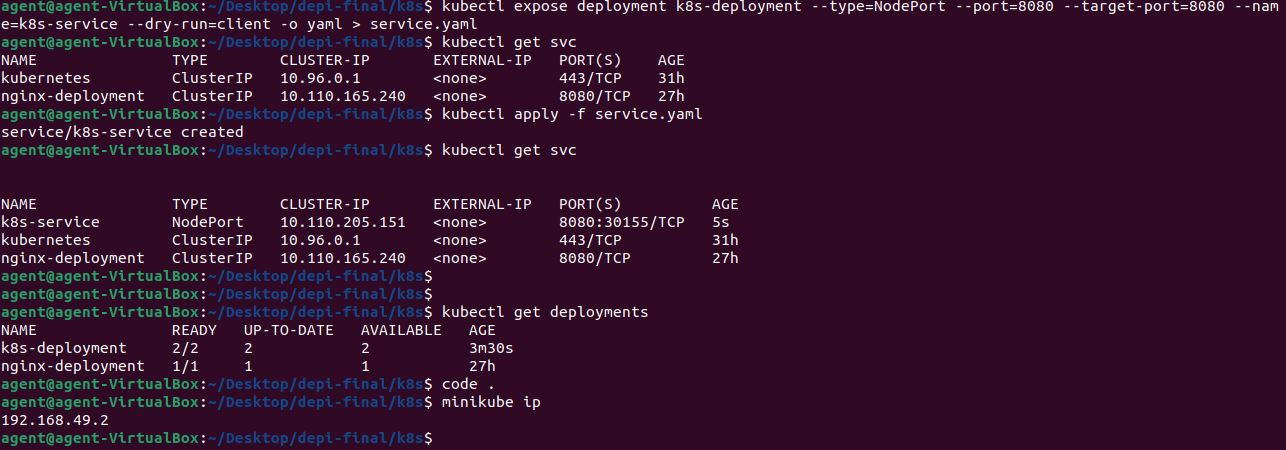 agent@agent-VirtualBox:~/Desktop/depi-final/k8s$ kubectl expose deployment k8s-deployment --type=NodePort --port=8080 --target-port=8080 --nam
e=k8s-service --dry-run=client -o yaml > service.yaml
agent@agent-VirtualBox:~/Desktop/depi-final/k8s$ kubectl get svc
NAME               TYPE        CLUSTER-IP       EXTERNAL-IP   PORT(S)    AGE
kubernetes         ClusterIP   10.96.0.1        <none>        443/TCP    31h
nginx-deployment   ClusterIP   10.110.165.240   <none>        8080/TCP   27h
agent@agent-VirtualBox:~/Desktop/depi-final/k8s$ kubectl apply -f service.yaml
service/k8s-service created
agent@agent-VirtualBox:~/Desktop/depi-final/k8s$ kubectl get svc
NAME               TYPE        CLUSTER-IP       EXTERNAL-IP   PORT(S)          AGE
k8s-service        NodePort    10.110.205.151   <none>        8080:30155/TCP   5s
kubernetes         ClusterIP   10.96.0.1        <none>        443/TCP          31h
nginx-deployment   ClusterIP   10.110.165.240   <none>        8080/TCP         27h
agent@agent-VirtualBox:~/Desktop/depi-final/k8s$
agent@agent-VirtualBox:~/Desktop/depi-final/k8s$
agent@agent-VirtualBox:~/Desktop/depi-final/k8s$ kubectl get deployments
NAME               READY   UP-TO-DATE   AVAILABLE   AGE
k8s-deployment     2/2     2            2           3m30s
nginx-deployment   1/1     1            1           27h
agent@agent-VirtualBox:~/Desktop/depi-final/k8s$ code .
agent@agent-VirtualBox:~/Desktop/depi-final/k8s$ minikube ip
192.168.49.2
agent@agent-VirtualBox:~/Desktop/depi-final/k8s$